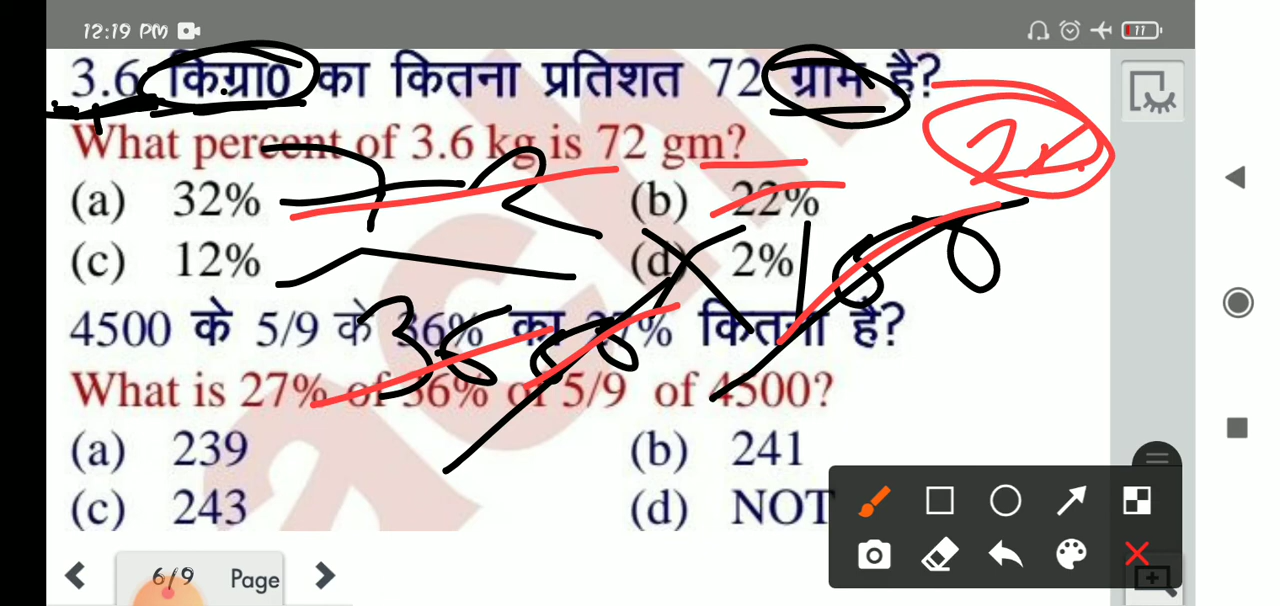 12:19 PM
11
3.6 किग्रा0 का कितना प्रतिशत 72 ग्राम है?
What percent of 3.6 kg is 72 gm?
(a) 32% (b) 22%
(c) 12% (d) 2%
4500 के 5/9 के 36% का 27% कितना है?
What is 27% of 36% of 5/9 of 4500?
(a) 239 (b) 241
(c) 243 (d) NOT
6/9 Page